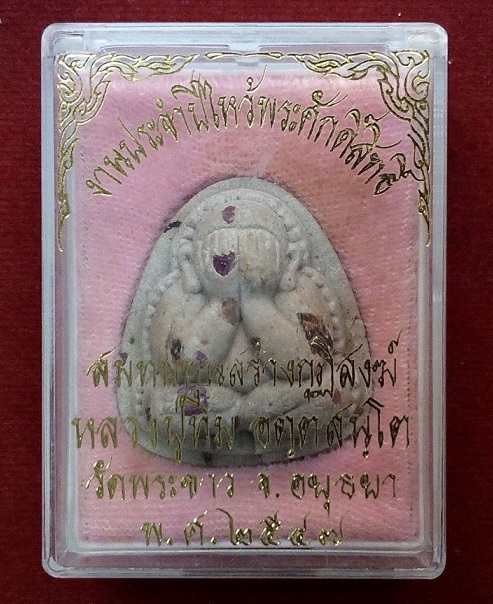 งานประจำปีไหว้พระศักดิ์สิทธิ์
สมทบทุนสร้างกุฏิสงฆ์
หลวงปู่ทิม อตฺตสนฺโต
วัดพระขาว จ.อยุธยา
พ.ศ.๒๕๔๗